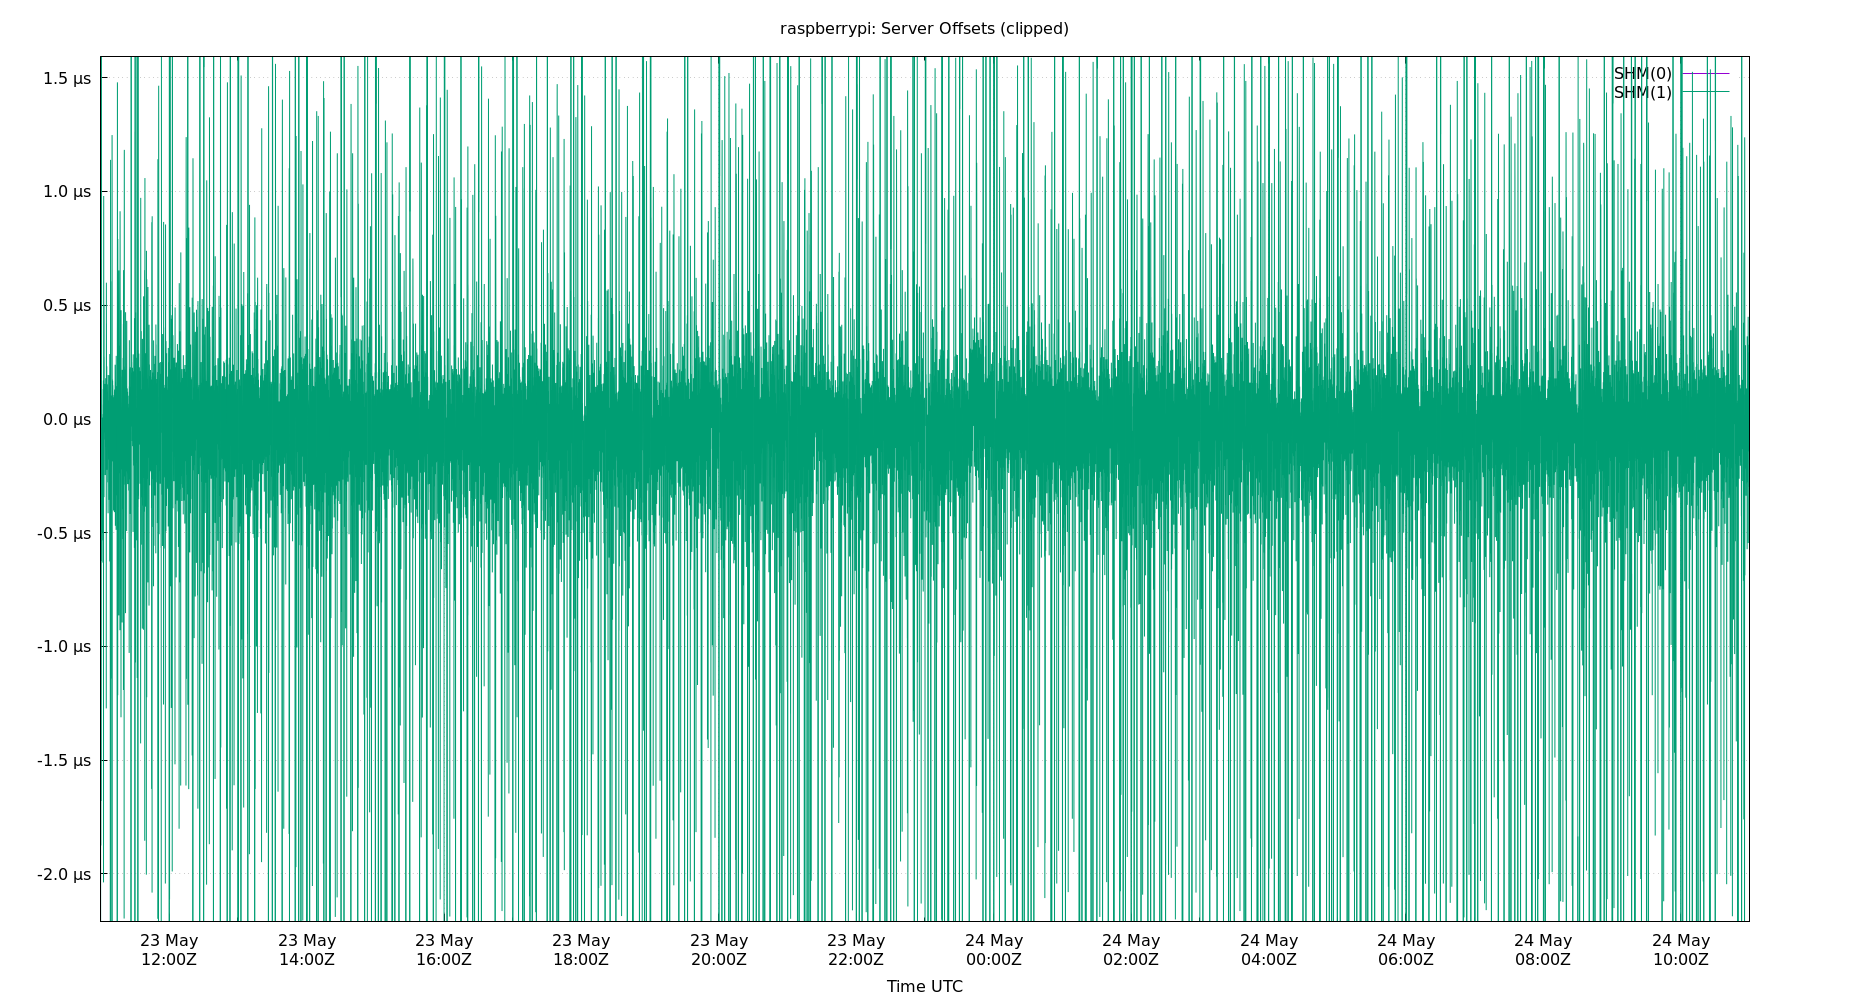 raspberrypi: Server Offsets (clipped)
SHM(0)
SHM(1)
1.5 µs
1.0 µs
0.5 µs
0.0 µs
-0.5 µs
-1.0 µs
-1.5 µs
-2.0 µs
23 May 23 May 23 May 23 May 23 May 23 May 24 May 24 May 24 May 24 May 24 May 24 May
12:00Z 14:00Z 16:00Z 18:00Z 20:00Z 22:00Z 00:00Z 02:00Z 04:00Z 06:00Z 08:00Z 10:00Z
Time UTC